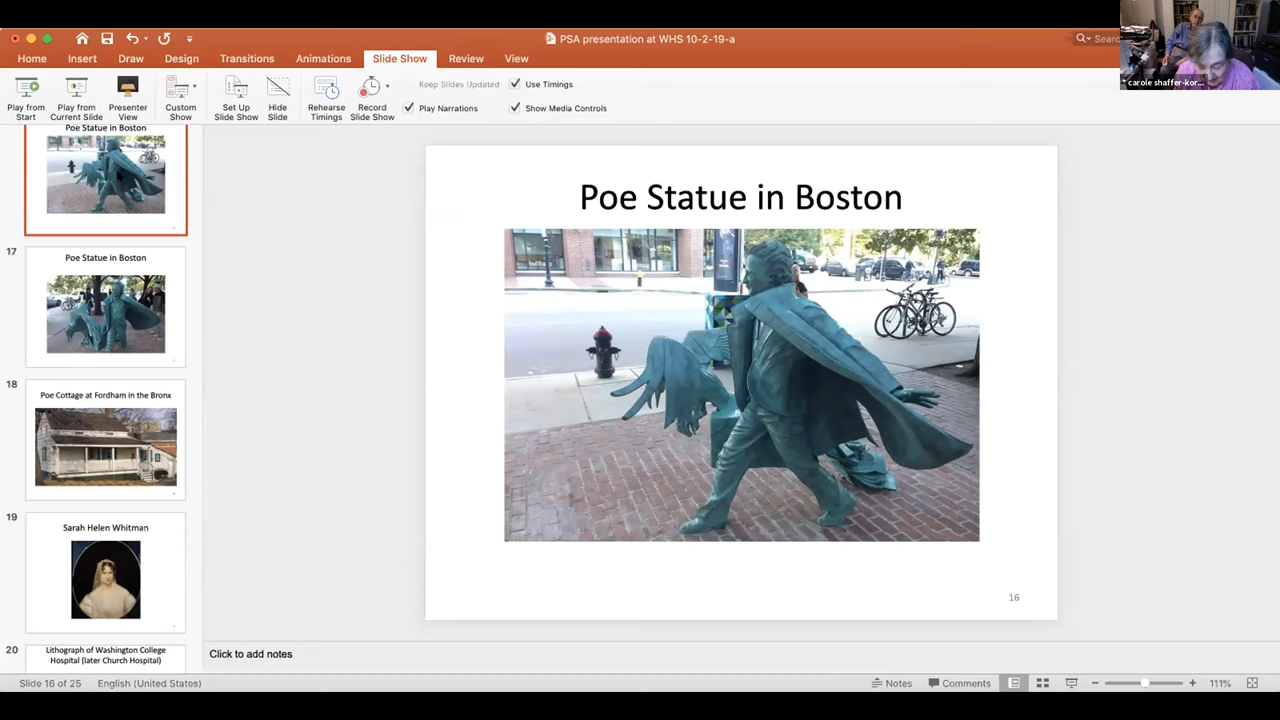 PSA presentation at WHS 10-2-19-a
Home Insert Draw Design Transitions Animations Slide Show Review View
Play from Start
Play from Current Slide
Presenter View
Custom Show
Set Up Slide Show
Hide Slide
Rehearse Timings
Record Slide Show
Keep Slides Updated
Use Timings
Play Narrations
Show Media Controls
carole shaffer-kor...
Poe Statue in Boston
17
Poe Statue in Boston
18
Poe Cottage at Fordham in the Bronx
19
Sarah Helen Whitman
20
Lithograph of Washington College
Hospital (later Church Hospital)
Poe Statue in Boston
16
Click to add notes
Slide 16 of 25 English (United States) Notes Comments 111%